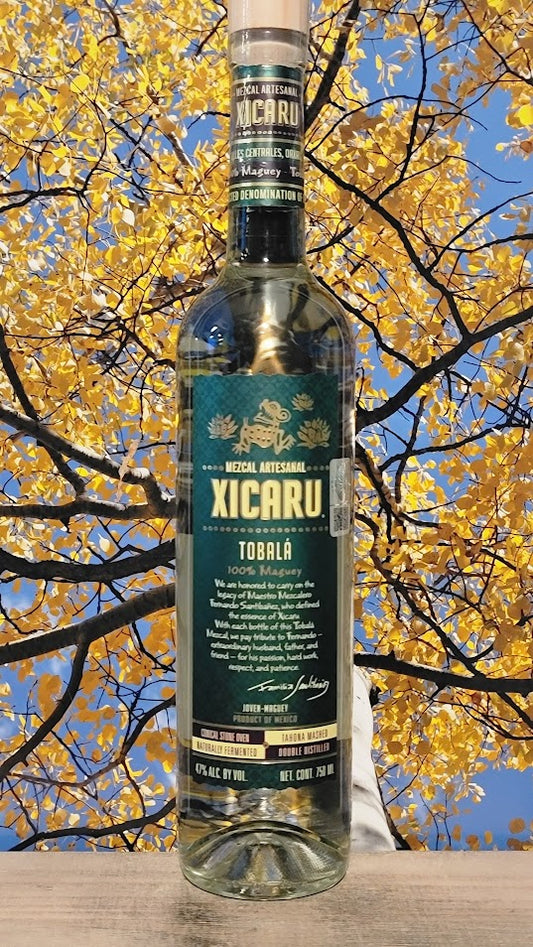 MEZCAL ARTESANAL
XICARU
LES CENTRALES, OAXA
% Maguey - To
TED DENOMINATION OF
MEZCAL ARTESANAL
XICARU
TOBALÁ
100% Maguey
We are honored to carry on the
legacy of Maestro Mezcalero
Fernando Santibañez, who defined
the essence of Xicaru
With each bottle of this Tobalá
Mezcal, we pay tribute to Fernando –
extraordinary husband, father, and
friend – for his passion, hard work,
respect, and patience.
JOVEN-MAGUEY
PRODUCT OF MEXICO
CONICAL STONE OVEN TAHONA MASHED
NATURALLY FERMENTED DOUBLE DISTILLED
47% ALC. BY VOL. NET. CONT. 750 ML